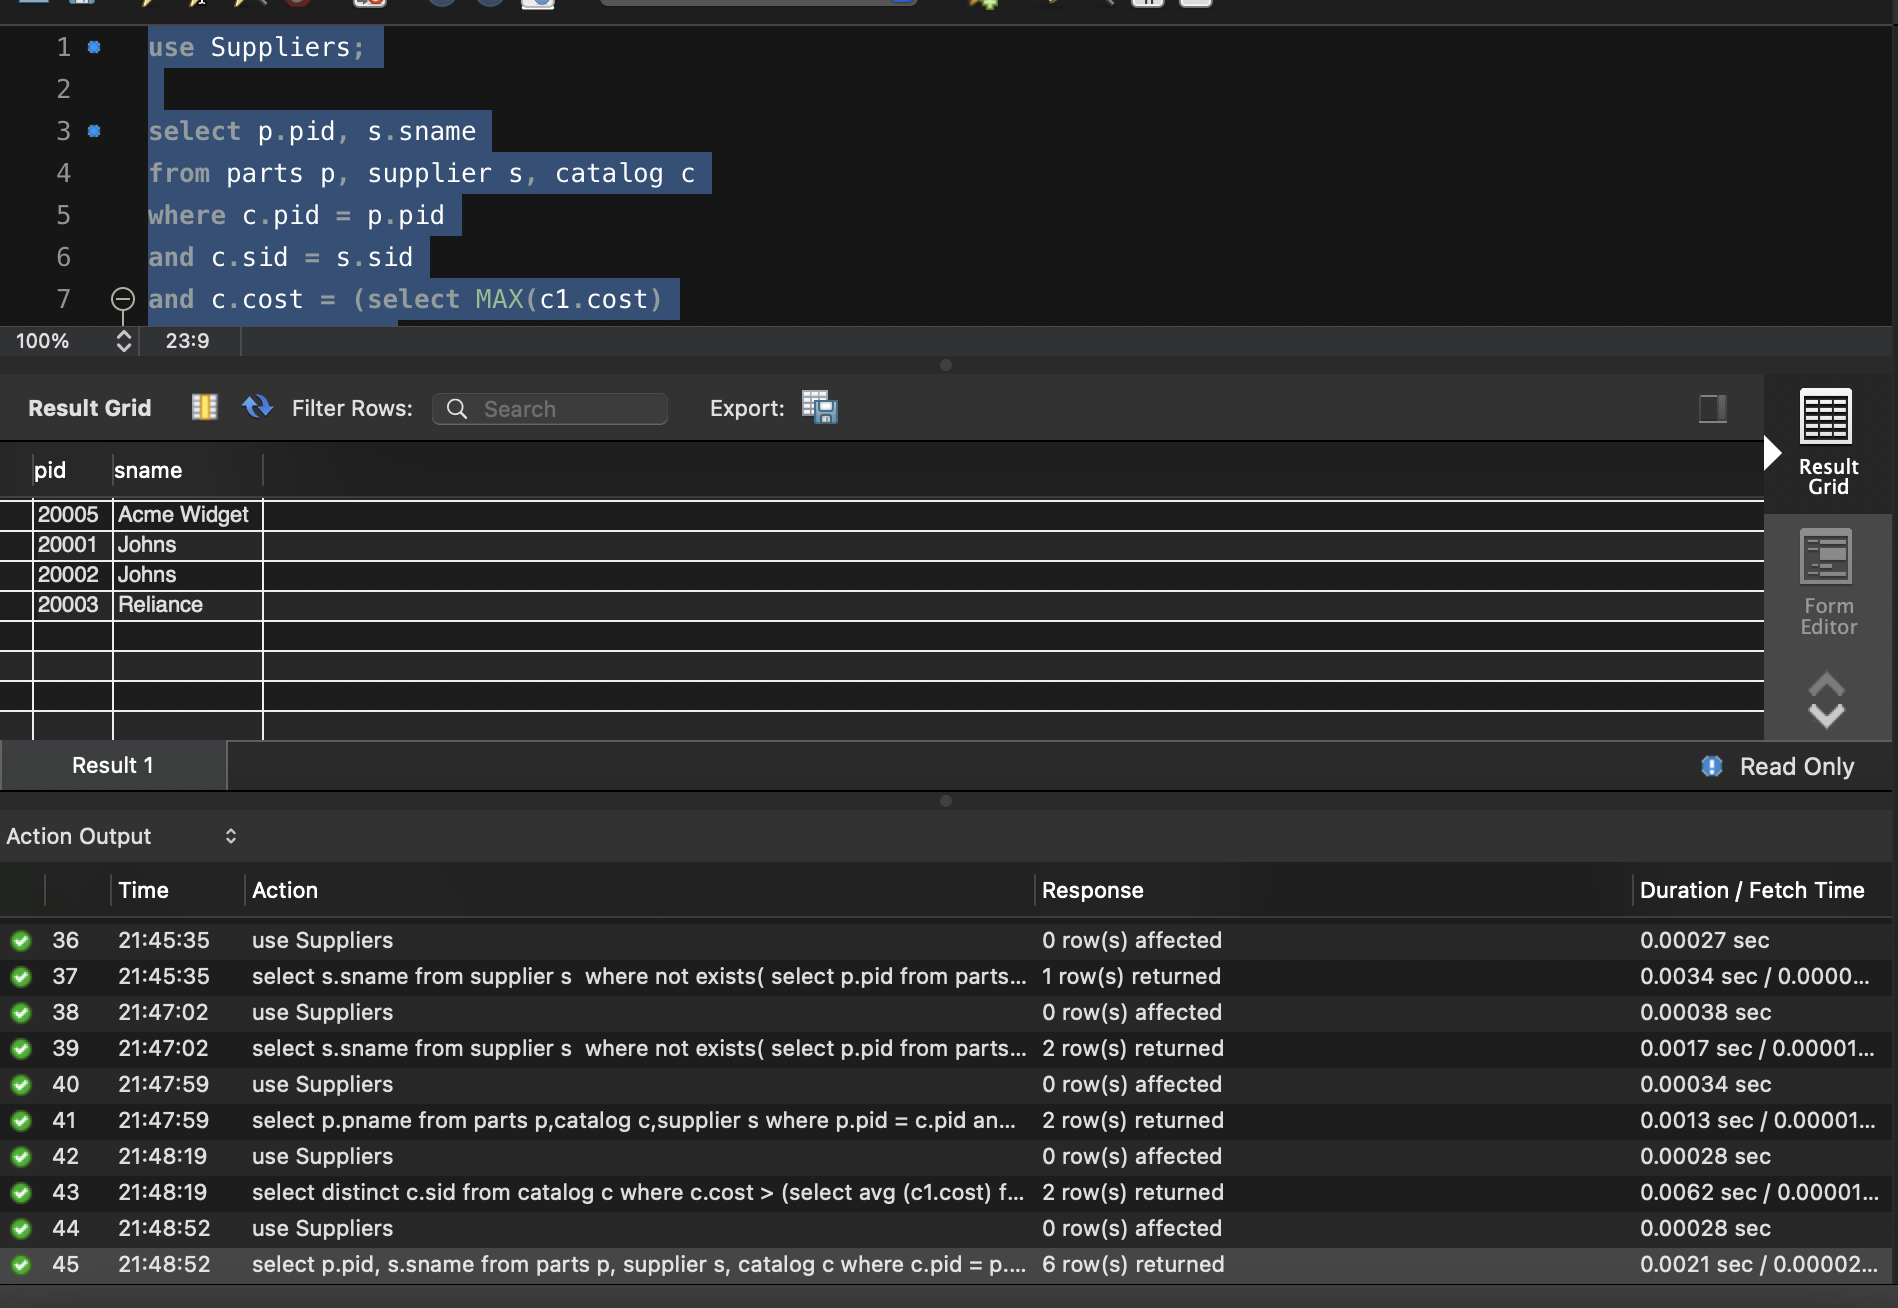 1 use Suppliers;
2
3 select p.pid, s.sname
4 from parts p, supplier s, catalog c
5 where c.pid = p.pid
6 and c.sid = s.sid
7 and c.cost = (select MAX(c1.cost)
100% 23:9
Result Grid Filter Rows: Search Export:
Result
Grid
pid sname
20005 Acme Widget
20001 Johns
20002 Johns
20003 Reliance
Form
Editor
Result 1 Read Only
Action Output
Time Action Response Duration / Fetch Time
36 21:45:35 use Suppliers 0 row(s) affected 0.00027 sec
37 21:45:35 select s.sname from supplier s  where not exists( select p.pid from parts... 1 row(s) returned 0.0034 sec / 0.0000...
38 21:47:02 use Suppliers 0 row(s) affected 0.00038 sec
39 21:47:02 select s.sname from supplier s  where not exists( select p.pid from parts... 2 row(s) returned 0.0017 sec / 0.00001...
40 21:47:59 use Suppliers 0 row(s) affected 0.00034 sec
41 21:47:59 select p.pname from parts p,catalog c,supplier s where p.pid = c.pid an... 2 row(s) returned 0.0013 sec / 0.00001...
42 21:48:19 use Suppliers 0 row(s) affected 0.00028 sec
43 21:48:19 select distinct c.sid from catalog c where c.cost > (select avg (c1.cost) f... 2 row(s) returned 0.0062 sec / 0.00001...
44 21:48:52 use Suppliers 0 row(s) affected 0.00028 sec
45 21:48:52 select p.pid, s.sname from parts p, supplier s, catalog c where c.pid = p.... 6 row(s) returned 0.0021 sec / 0.00002...